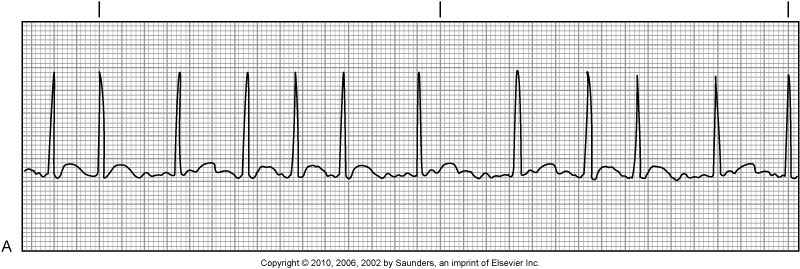 A
Copyright © 2010, 2006, 2002 by Saunders, an imprint of Elsevier Inc.